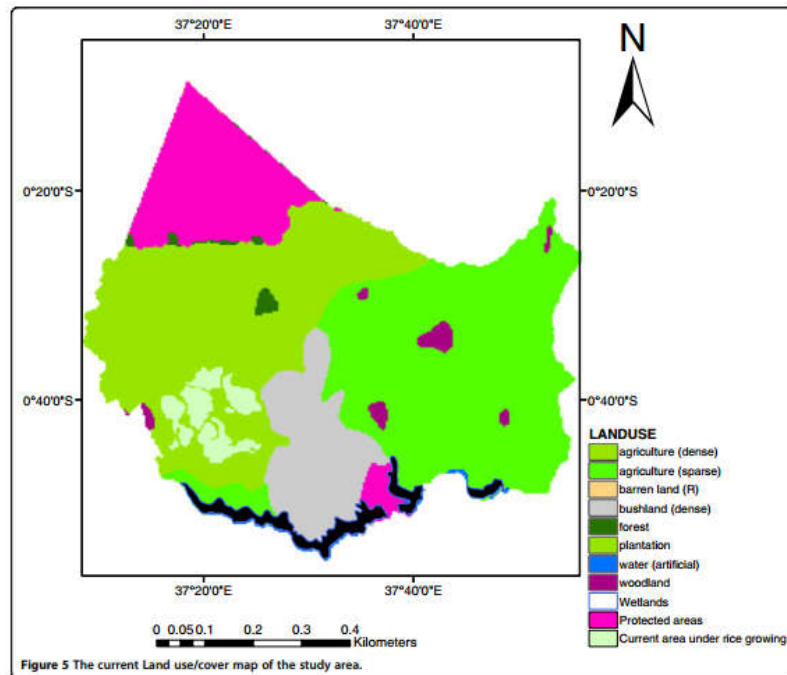 37°20'0"E 37°40'0"E
N
0°20'0"S 0°20'0"S
0°40'0"S 0°40'0"S
LANDUSE
agriculture (dense)
agriculture (sparse)
barren land (R)
bushland (dense)
forest
plantation
water (artificial)
woodland
Wetlands
Protected areas
Current area under rice growing
37°20'0"E 37°40'0"E
0 0.05 0.1 0.2 0.3 0.4
Kilometers
Figure 5 The current Land use/cover map of the study area.